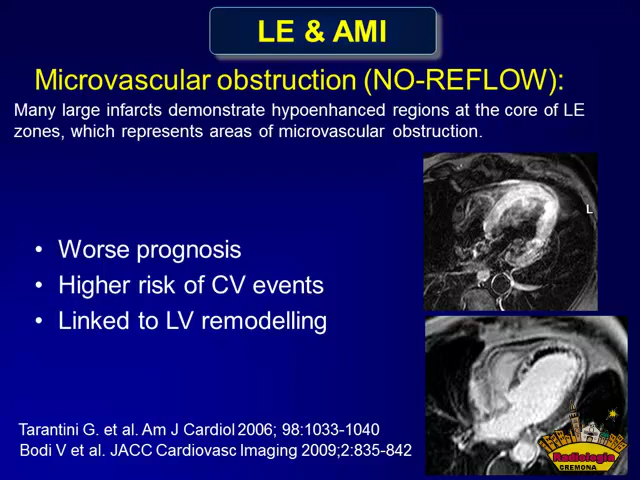 LE & AMI
Microvascular obstruction (NO-REFLOW):
Many large infarcts demonstrate hypoenhanced regions at the core of LE
zones, which represents areas of microvascular obstruction.
L
• Worse prognosis
• Higher risk of CV events
• Linked to LV remodelling
Tarantini G. et al. Am J Cardiol 2006; 98:1033-1040
Bodi V et al. JACC Cardiovasc Imaging 2009;2:835-842
Radiologia
CREMONA